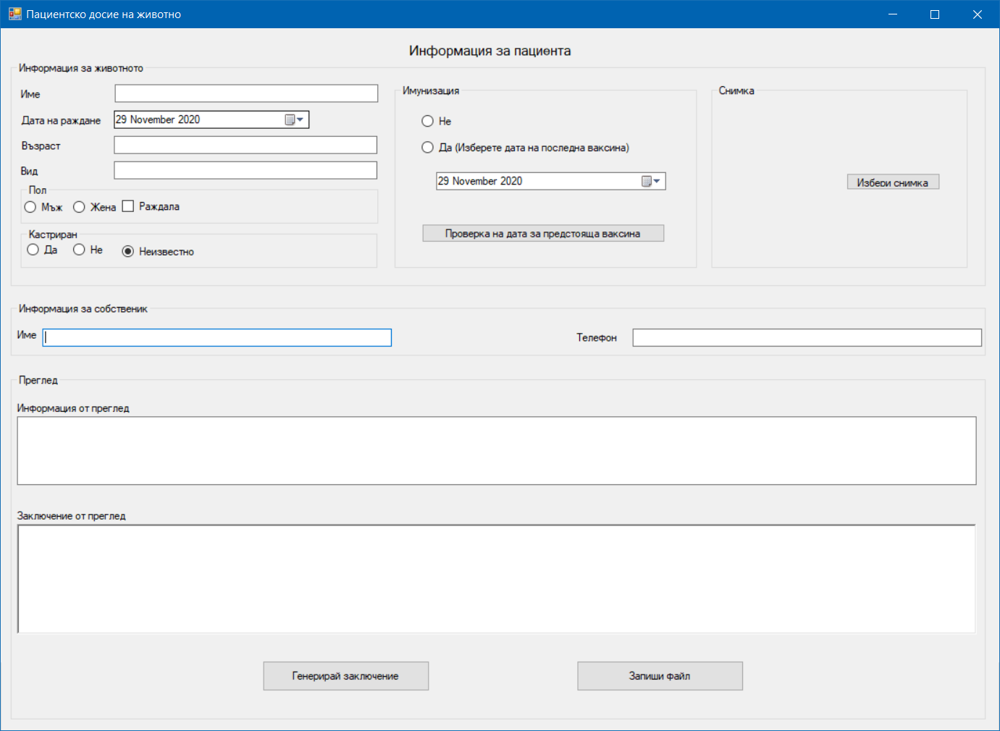 Пациентско досие на животно
Информация за пациента
Информация за животното
Име
Дата на раждане
29 November 2020
Възраст
Вид
Пол
Мъж
Жена
Раждала
Кастриран
Да
Не
Неизвестно
Имунизация
Не
Да (Изберете дата на последна ваксина)
29 November 2020
Проверка на дата за предстояща ваксина
Снимка
Избери снимка
Информация за собственик
Име
Телефон
Преглед
Информация от преглед
Заключение от преглед
Генерирай заключение
Запиши файл